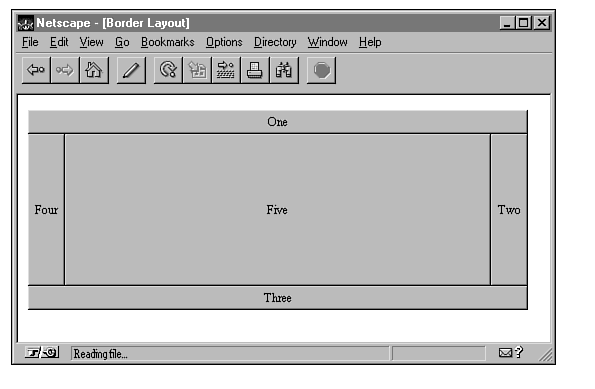 Netscape - [Border Layout]
File Edit View Go Bookmarks Options Directory Window Help
One
Four Five Two
Three
Reading file...